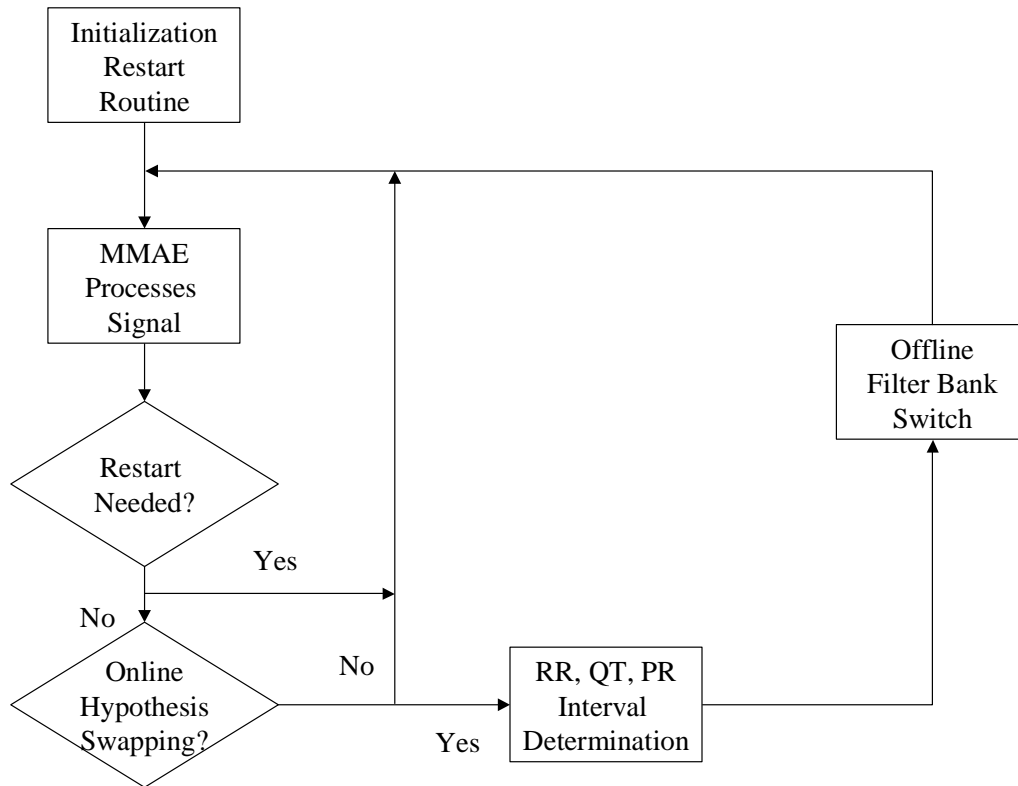 Initialization
Restart
Routine
MMAE
Processes
Signal
Offline
Filter Bank
Switch
Restart
Needed?
Yes
No
Online
Hypothesis
Swapping?
No
Yes
RR, QT, PR
Interval
Determination